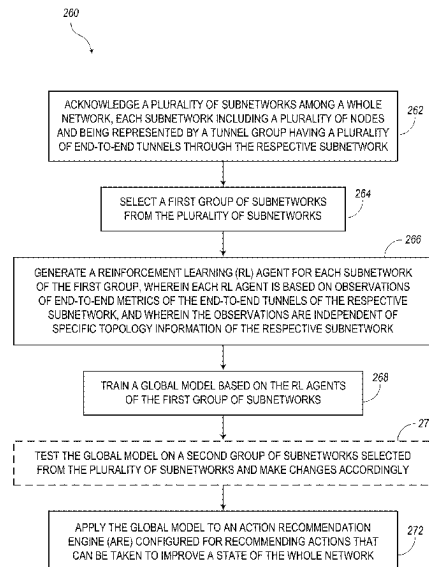 260
ACKNOWLEDGE A PLURALITY OF SUBNETWORKS AMONG A WHOLE
NETWORK, EACH SUBNETWORK INCLUDING A PLURALITY OF NODES
AND BEING REPRESENTED BY A TUNNEL GROUP HAVING A PLURALITY
OF END-TO-END TUNNELS THROUGH THE RESPECTIVE SUBNETWORK
262
SELECT A FIRST GROUP OF SUBNETWORKS
FROM THE PLURALITY OF SUBNETWORKS
264
266
GENERATE A REINFORCEMENT LEARNING (RL) AGENT FOR EACH SUBNETWORK
OF THE FIRST GROUP, WHEREIN EACH RL AGENT IS BASED ON OBSERVATIONS
OF END-TO-END METRICS OF THE END-TO-END TUNNELS OF THE RESPECTIVE
SUBNETWORK, AND WHEREIN THE OBSERVATIONS ARE INDEPENDENT OF
SPECIFIC TOPOLOGY INFORMATION OF THE RESPECTIVE SUBNETWORK
TRAIN A GLOBAL MODEL BASED ON THE RL AGENTS
OF THE FIRST GROUP OF SUBNETWORKS
268
27
TEST THE GLOBAL MODEL ON A SECOND GROUP OF SUBNETWORKS SELECTED
FROM THE PLURALITY OF SUBNETWORKS AND MAKE CHANGES ACCORDINGLY
APPLY THE GLOBAL MODEL TO AN ACTION RECOMMENDATION
ENGINE (ARE) CONFIGURED FOR RECOMMENDING ACTIONS THAT
CAN BE TAKEN TO IMPROVE A STATE OF THE WHOLE NETWORK
272